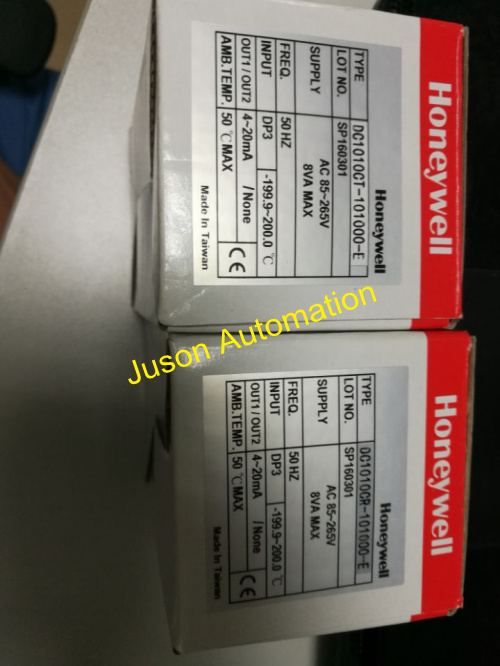 Honeywell
Honeywell
TYPE DC1010CT-101000-E
LOT NO. SP160301
SUPPLY AC 85~265V
8VA MAX
FREQ. 50 HZ
INPUT DP3 -199.9~200.0 ℃
OUT1/OUT2 4~20mA /None
AMB.TEMP. 50 ℃MAX CE
Made In Taiwan
Juson Automation
Honeywell
Honeywell
TYPE DC1010CR-101000-E
LOT NO. SP160301
SUPPLY AC 85~265V
8VA MAX
FREQ. 50 HZ
INPUT DP3 -199.9~200.0 ℃
OUT1/OUT2 4~20mA /None
AMB.TEMP. 50 ℃MAX CE
Made In Taiwan